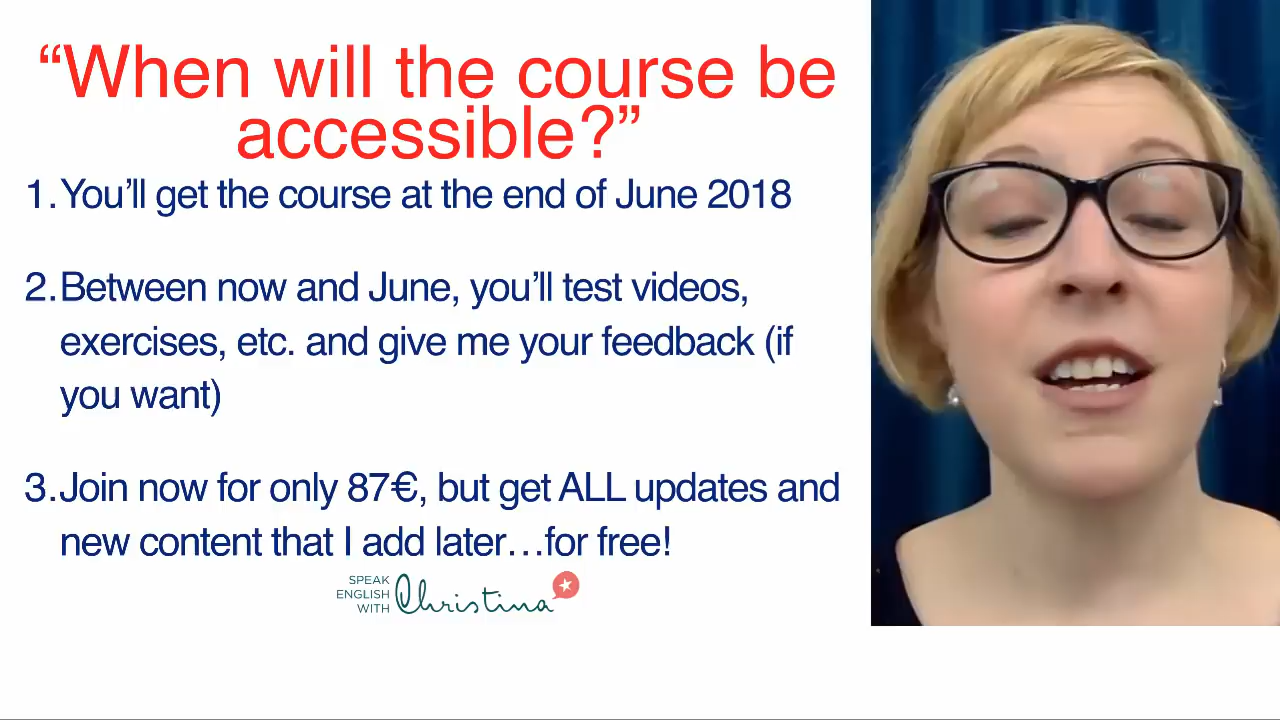 “When will the course be
accessible?”
1. You’ll get the course at the end of June 2018
2. Between now and June, you’ll test videos,
exercises, etc. and give me your feedback (if
you want)
3. Join now for only 87€, but get ALL updates and
new content that I add later…for free!
SPEAK
ENGLISH
WITH Christina